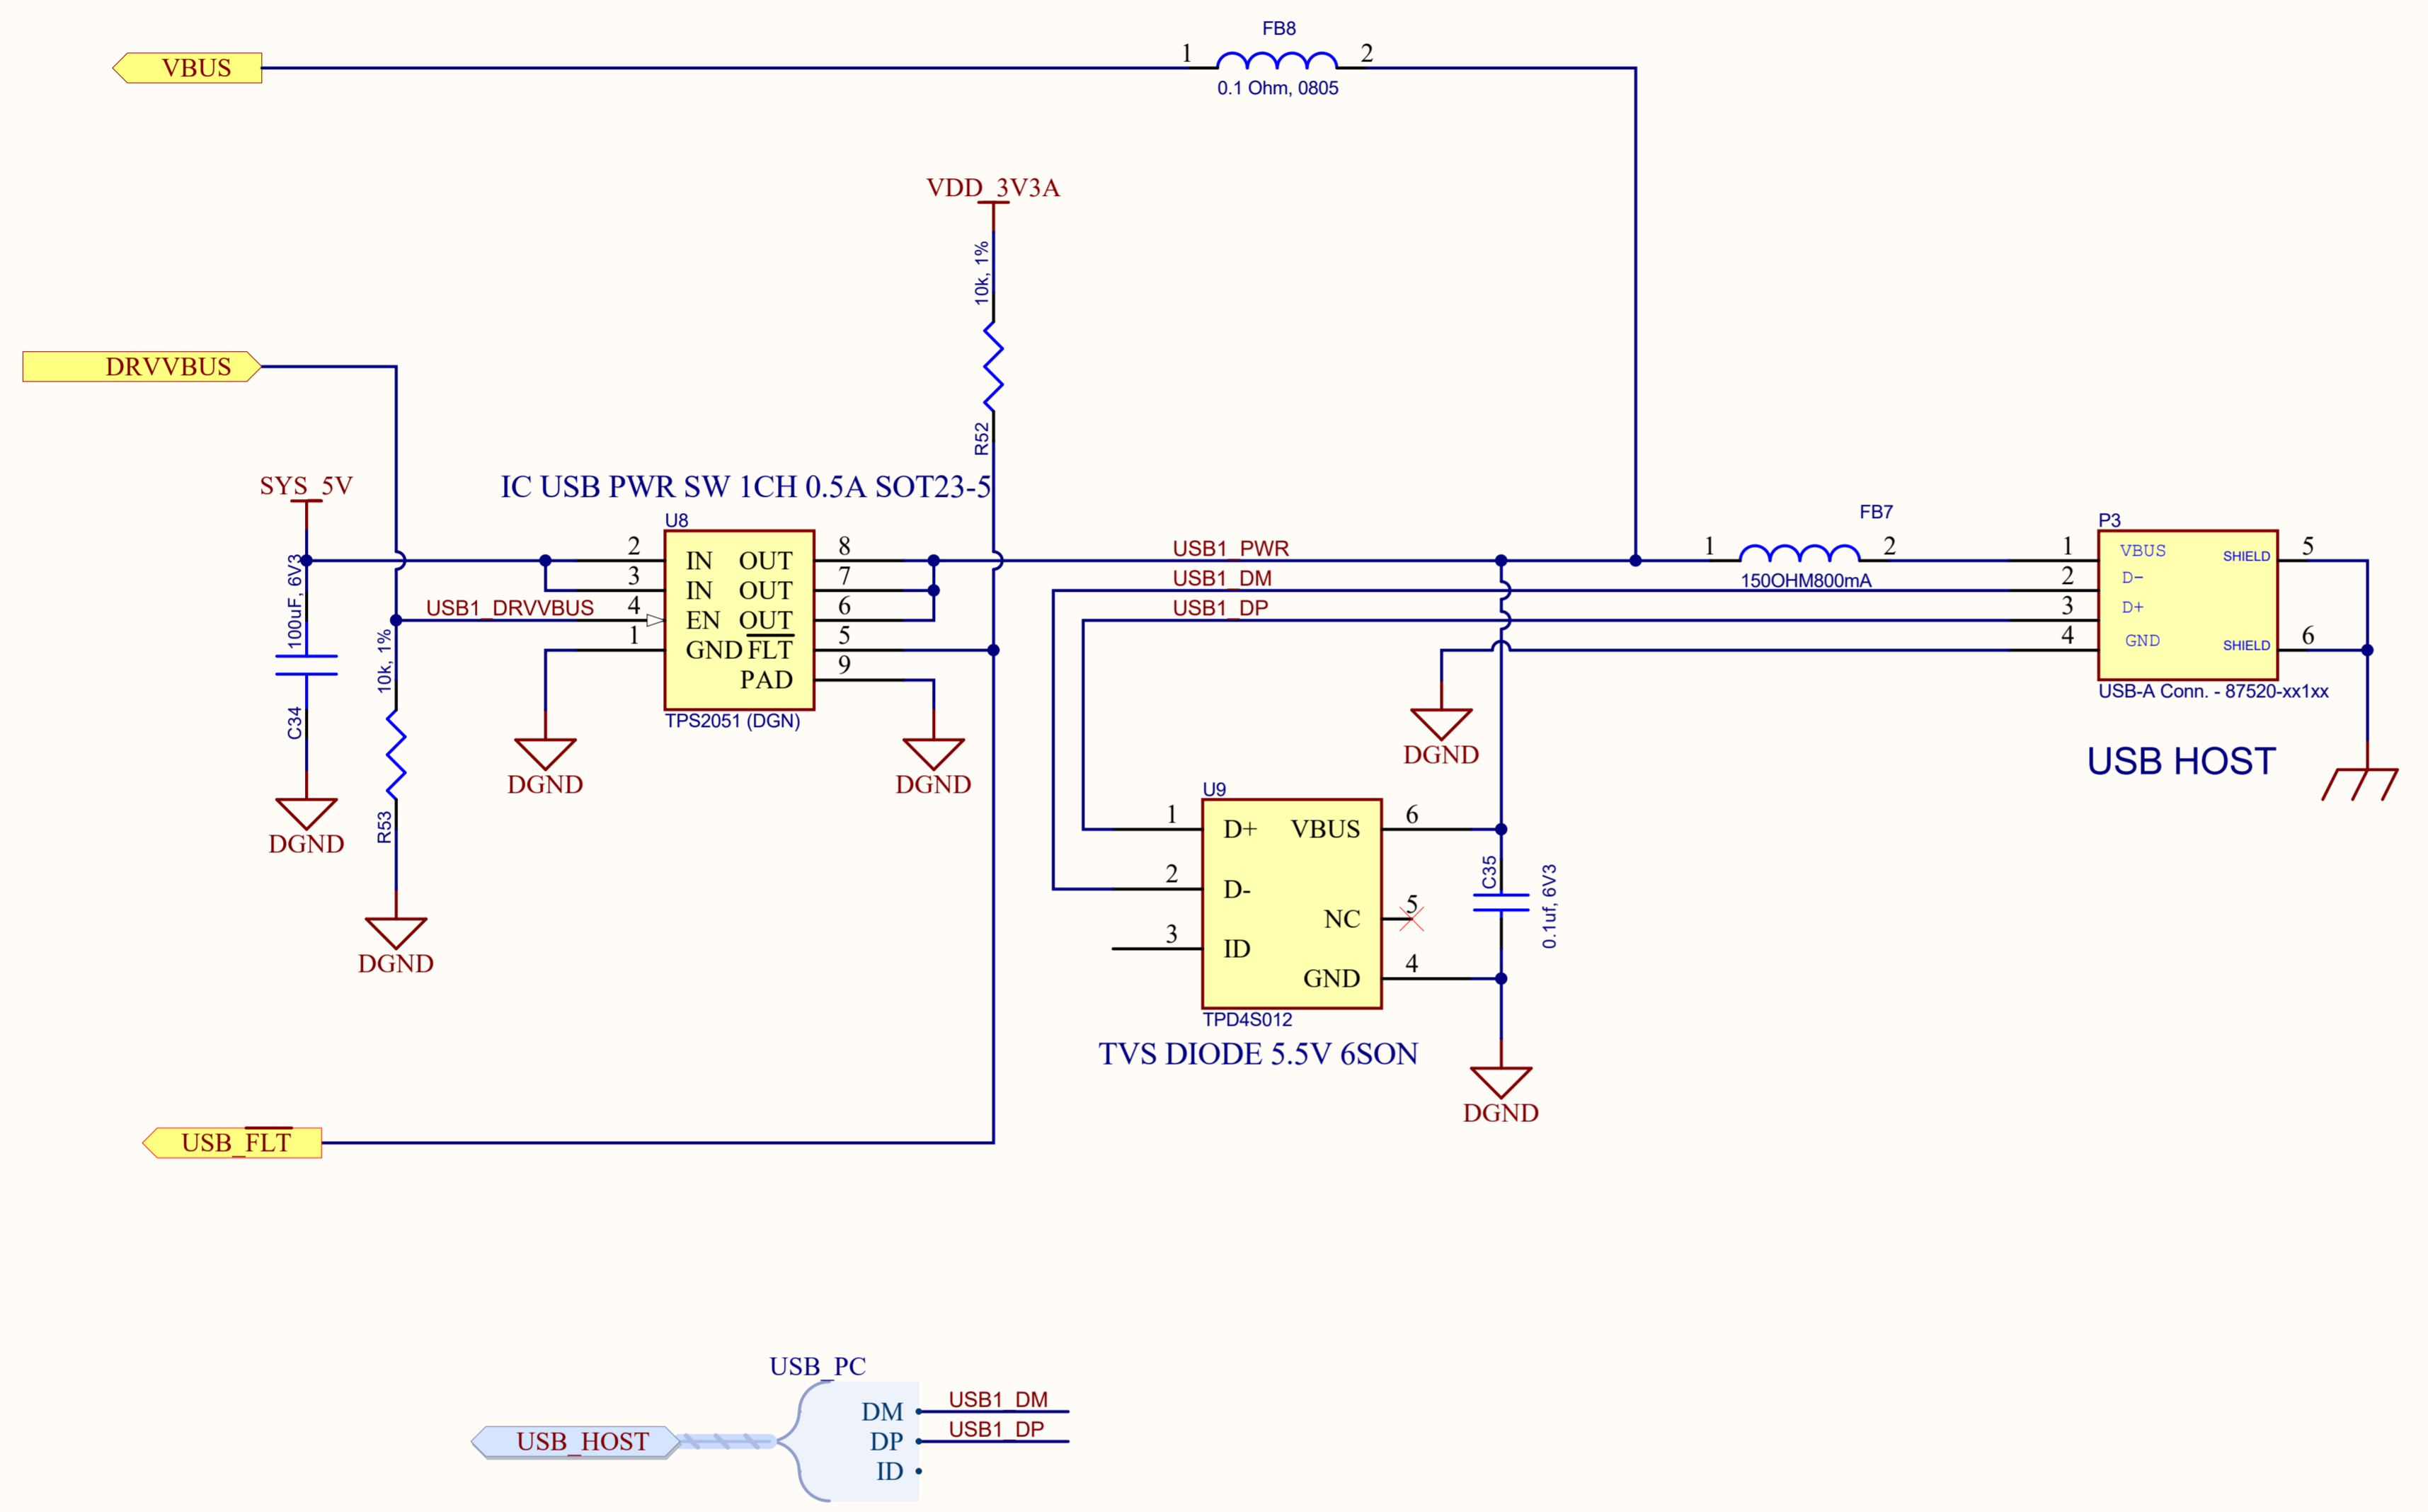 FB8
VBUS 1 2
0.1 Ohm, 0805
VDD_3V3A
10k, 1%
R52
DRVVBUS
SYS_5V
100uF, 6V3
C34
DGND
10k, 1%
R53
DGND
USB1_DRVVBUS
IC USB PWR SW 1CH 0.5A SOT23-5
U8
2 IN OUT 8
3 IN OUT 7
4 EN OUT 6
1 GND FLT 5
PAD 9
TPS2051 (DGN)
DGND
DGND
USB1_PWR
USB1_DM
USB1_DP
FB7
1 2
150OHM800mA
P3
1 VBUS SHIELD 5
2 D-
3 D+
4 GND SHIELD 6
USB-A Conn. - 87520-xx1xx
USB HOST
DGND
U9
1 D+ VBUS 6
2 D-
NC 5
3 ID
GND 4
TPD4S012
TVS DIODE 5.5V 6SON
C35
0.1uf, 6V3
DGND
USB_FLT
USB_PC
DM USB1_DM
USB_HOST DP USB1_DP
ID